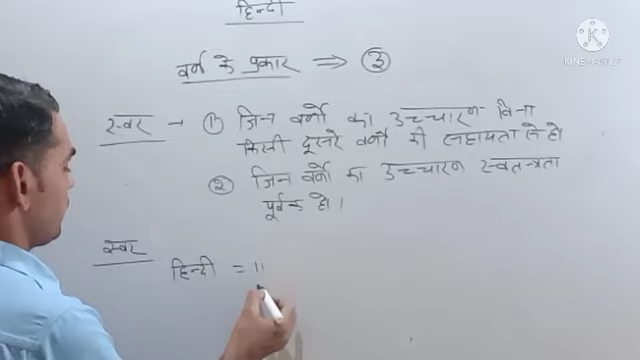 हिन्दी
वर्न के प्रकार ⇒ ③
स्वर → ① जिन वर्नो का उच्चारण बिना
किसी दूसरे वर्नो की सहायता से हो
② जिन वर्नो का उच्चारण स्वतन्त्रता
पूर्वक हो।
स्वर
हिन्दी = 11
KINEMASTER